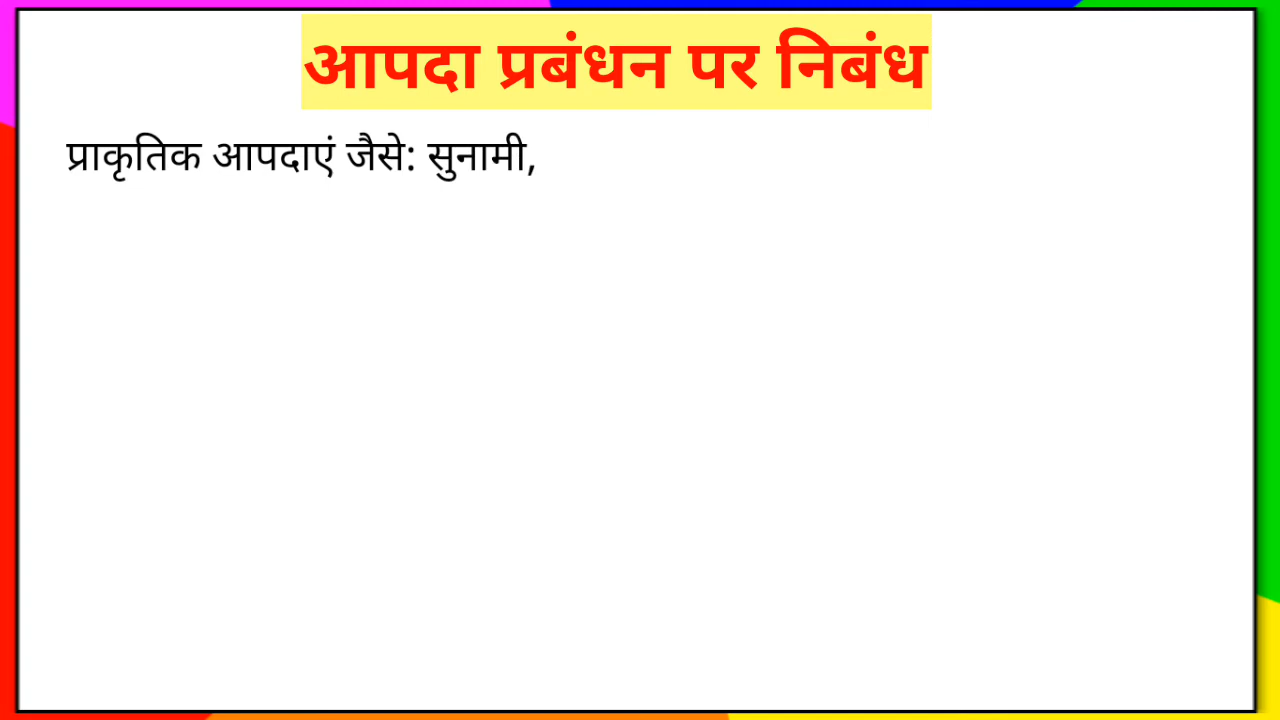 आपदा प्रबंधन पर निबंध
प्राकृतिक आपदाएं जैसे: सुनामी,